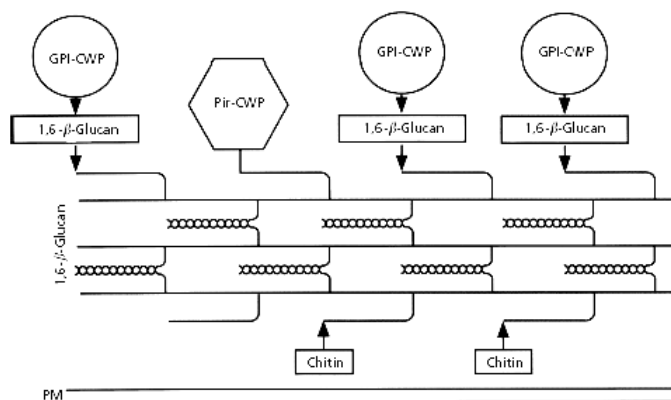 GPI-CWP
GPI-CWP
GPI-CWP
Pir-CWP
1,6-β-Glucan
1,6-β-Glucan
1,6-β-Glucan
1,6-β-Glucan
Chitin
Chitin
PM